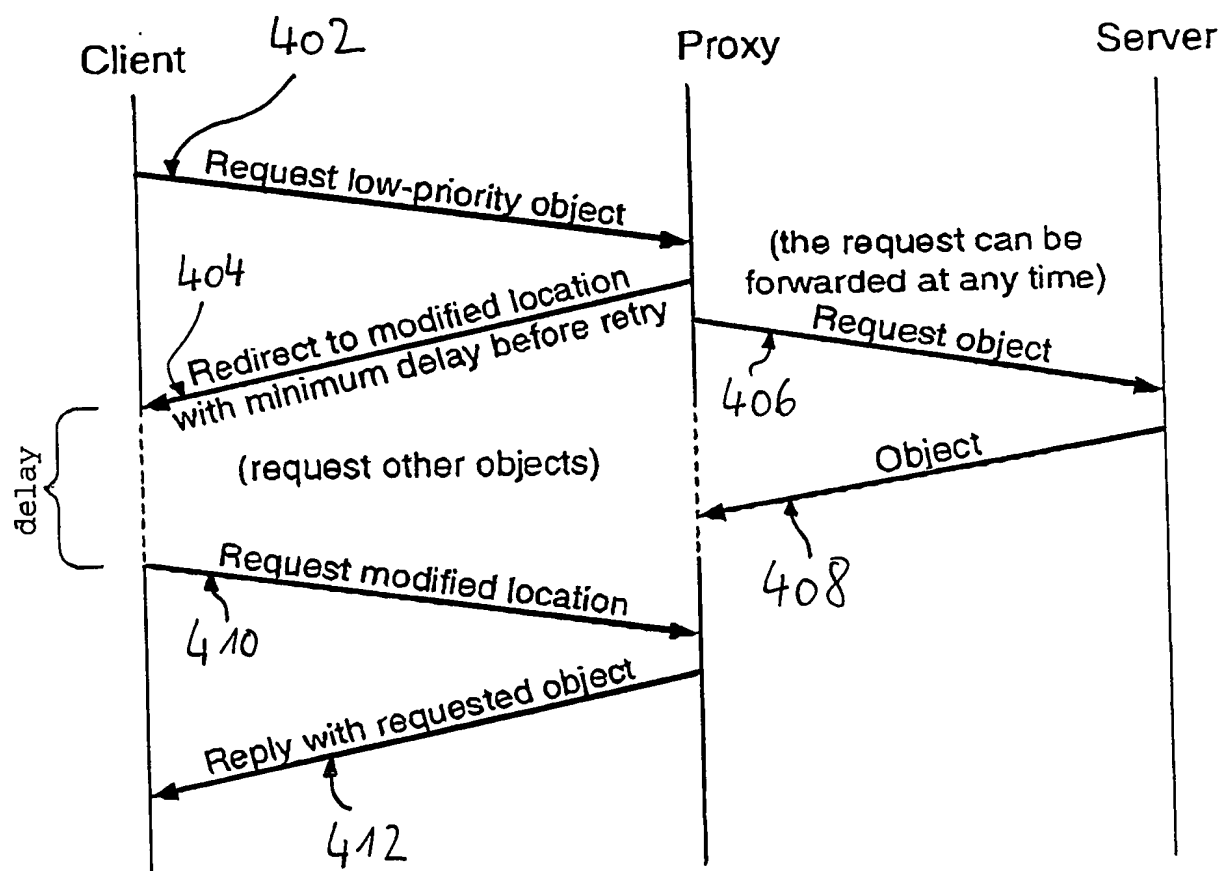 Client
402
Proxy
Server
Request low-priority object
(the request can be
forwarded at any time)
404
Redirect to modified location
with minimum delay before retry
Request object
406
delay
(request other objects)
Object
408
Request modified location
410
Reply with requested object
412